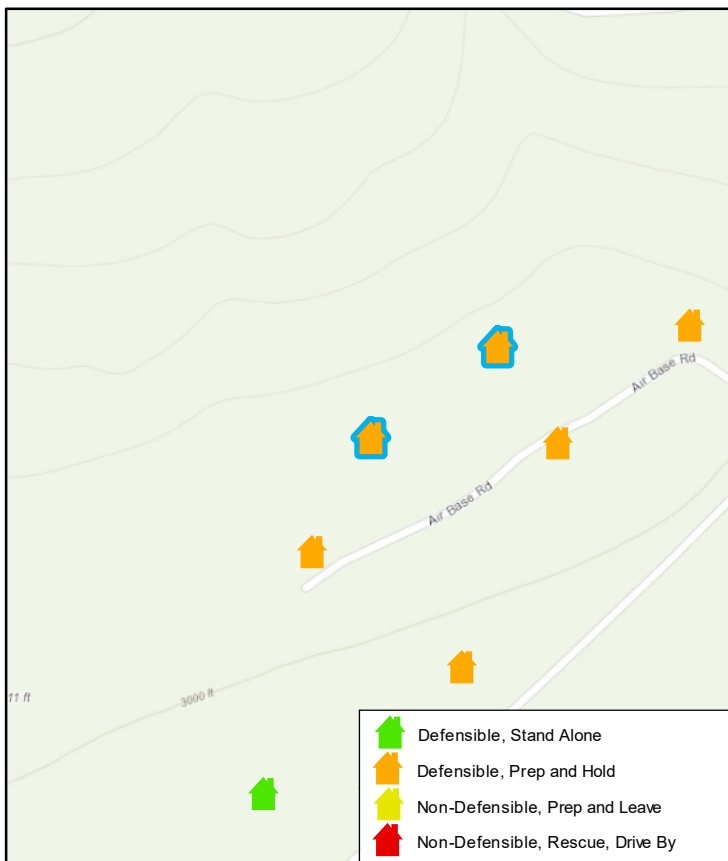 Air Base Rd
Air Base Rd
3000 ft
11 ft
Defensible, Stand Alone
Defensible, Prep and Hold
Non-Defensible, Prep and Leave
Non-Defensible, Rescue, Drive By